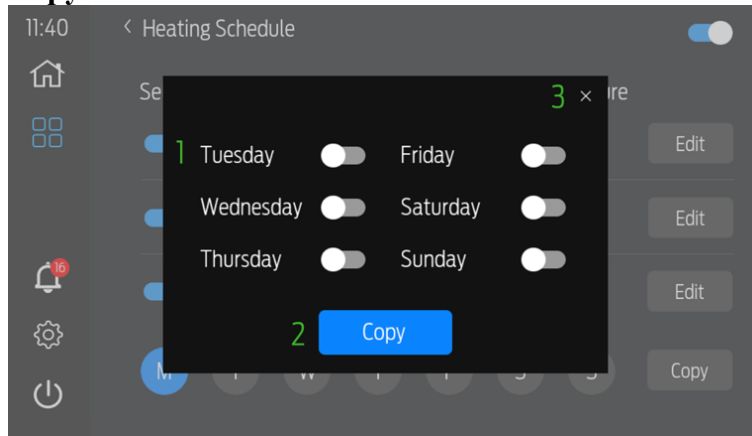 11:40 < Heating Schedule
Se 3 × re
1 Tuesday Friday Edit
Wednesday Saturday Edit
Thursday Sunday
16
Edit
2 Copy
M T W T F S S Copy